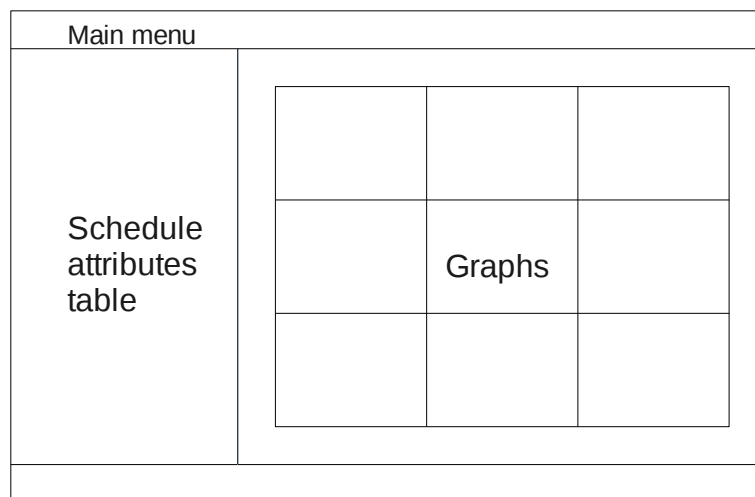 Main menu
Schedule
attributes
table
Graphs